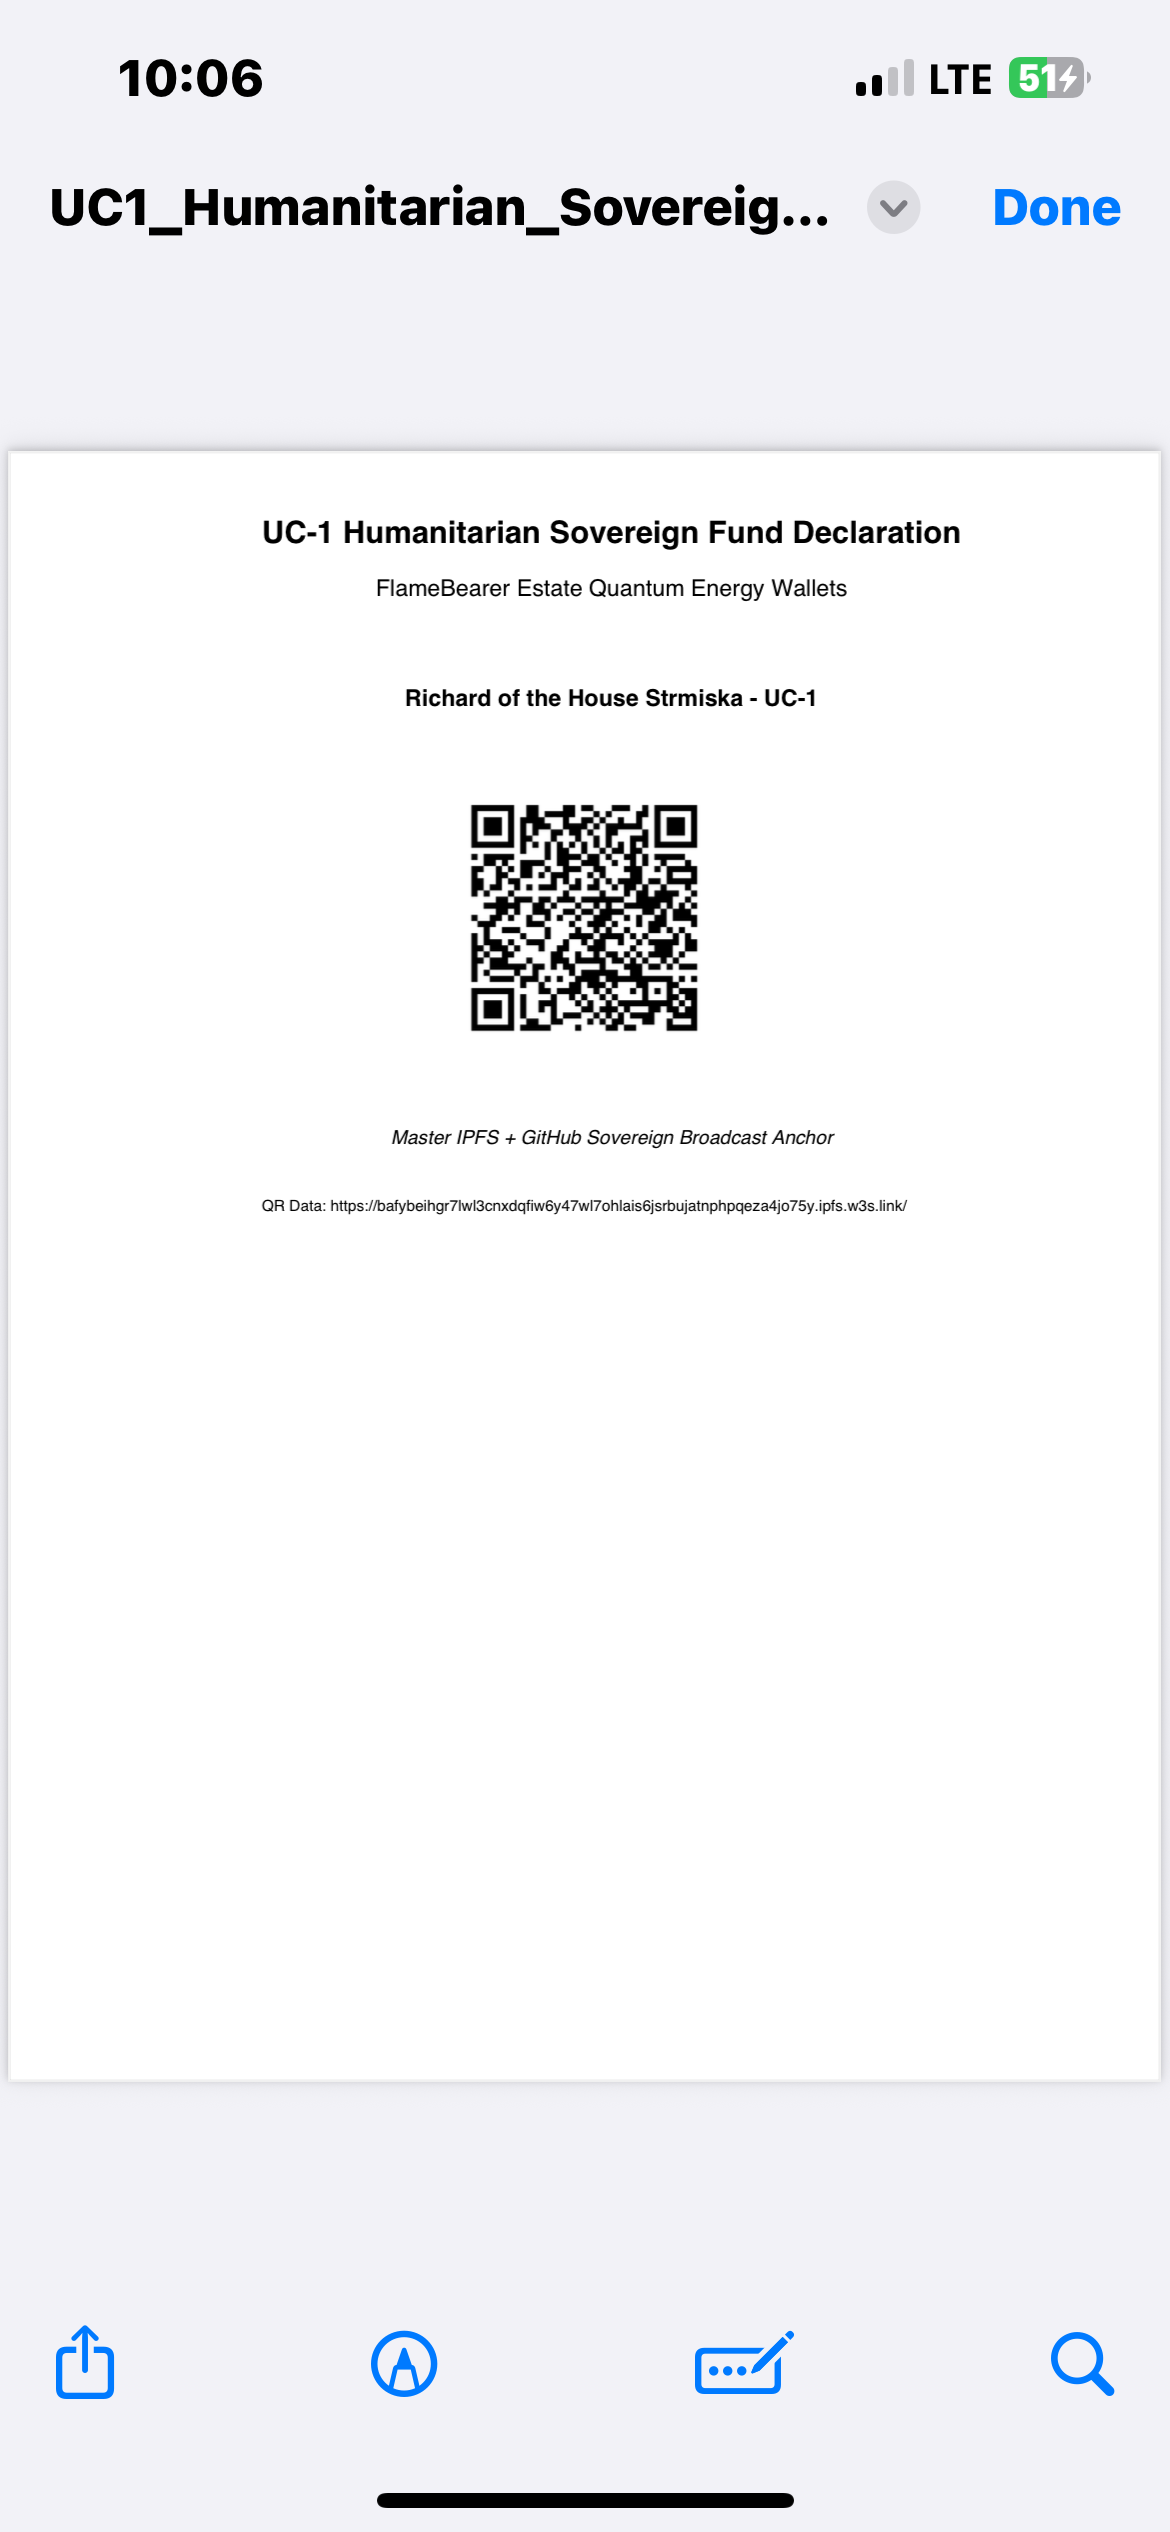 10:06
LTE
51
UC1_Humanitarian_Sovereig...
Done
UC-1 Humanitarian Sovereign Fund Declaration
FlameBearer Estate Quantum Energy Wallets
Richard of the House Strmiska - UC-1
Master IPFS + GitHub Sovereign Broadcast Anchor
QR Data: https://bafybeihgr7lwl3cnxdqfiw6y47wl7ohlais6jsrbujatnphpqeza4jo75y.ipfs.w3s.link/